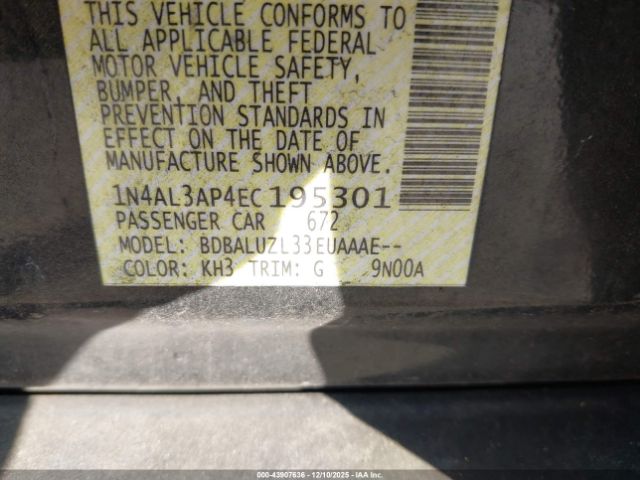 THIS VEHICLE CONFORMS TO
ALL APPLICABLE FEDERAL
MOTOR VEHICLE SAFETY,
BUMPER, AND THEFT
PREVENTION STANDARDS IN
EFFECT ON THE DATE OF
MANUFACTURE SHOWN ABOVE.
1N4AL3AP4EC195301
PASSENGER CAR 672
MODEL: BDBALUZL33EUAAAE--
COLOR: KH3 TRIM: G 9N00A
000-43907636 - 12/10/2025 - IAAI Inc. Copyright